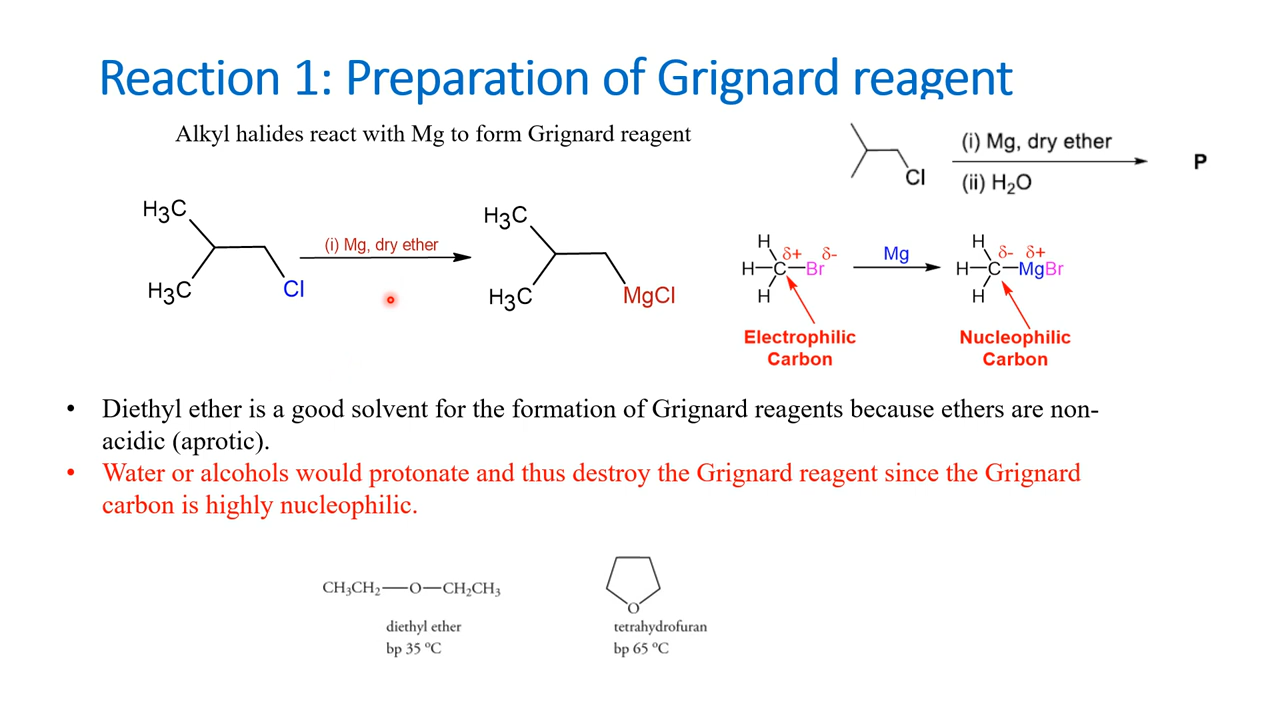 Reaction 1: Preparation of Grignard reagent
Alkyl halides react with Mg to form Grignard reagent
Cl
(i) Mg, dry ether
(ii) H₂O
P
H₃C
H₃C
Cl
(i) Mg, dry ether
H₃C
H₃C
MgCl
H
δ+ δ-
H—C—Br
H
Electrophilic
Carbon
Mg
H
δ- δ+
H—C—MgBr
H
Nucleophilic
Carbon
• Diethyl ether is a good solvent for the formation of Grignard reagents because ethers are non-
acidic (aprotic).
• Water or alcohols would protonate and thus destroy the Grignard reagent since the Grignard
carbon is highly nucleophilic.
CH₃CH₂—O—CH₂CH₃
diethyl ether
bp 35 ºC
O
tetrahydrofuran
bp 65 ºC